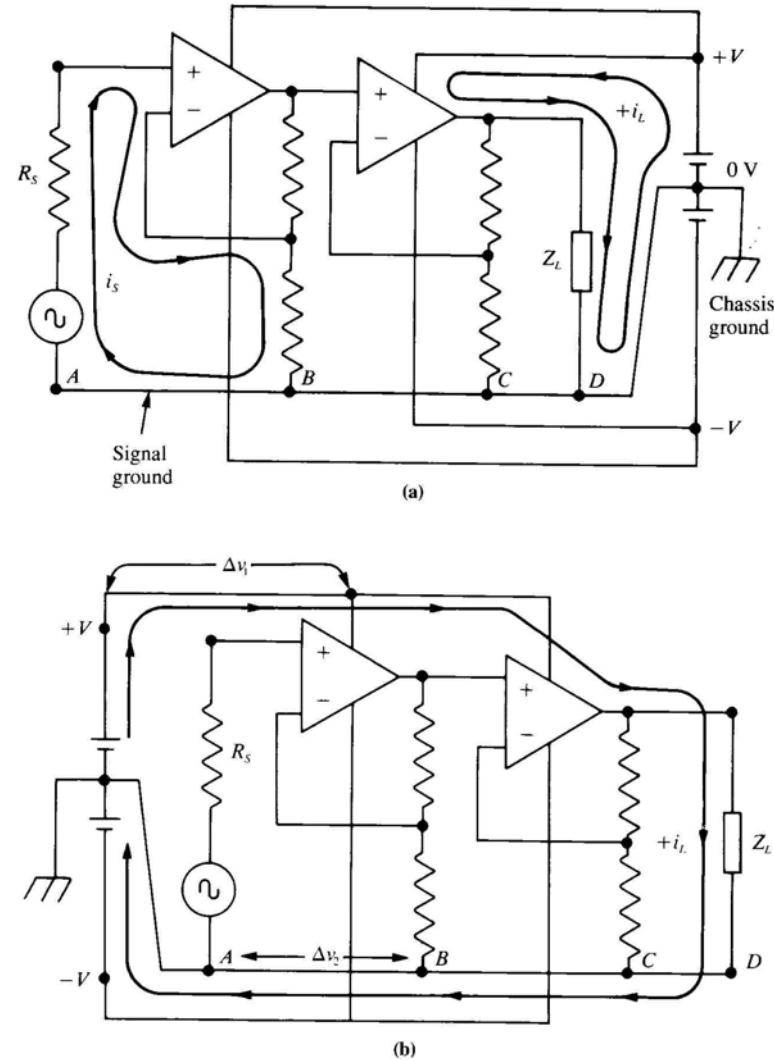 +V
+
−
+
−
+i_L
R_S
0 V
Z_L
i_S
Chassis
ground
A
B
C
D
−V
Signal
ground
(a)
Δv_1
+V
+
−
+
−
R_S
+i_L
Z_L
A
Δv_2
B
C
D
−V
(b)